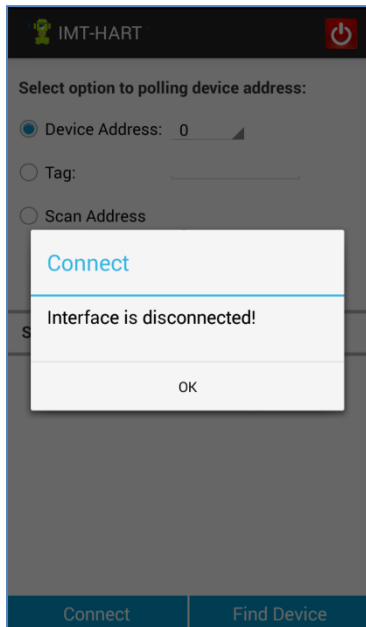 IMT-HART
Select option to polling device address:
Device Address: 0
Tag:
Scan Address
Connect
Interface is disconnected!
S
OK
Connect
Find Device